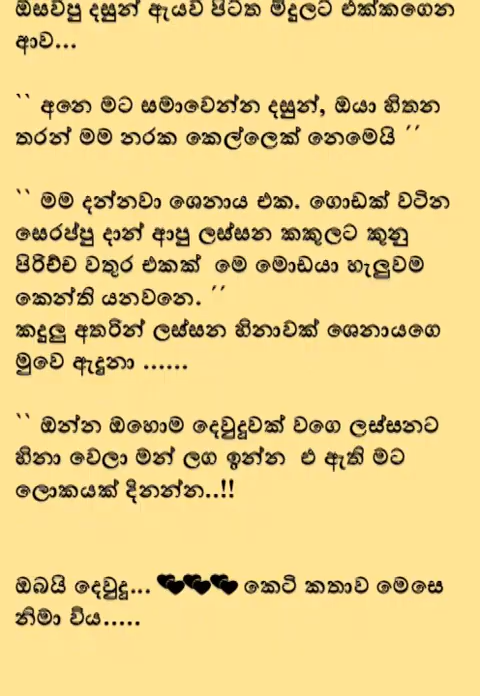 ඔසවපු දසුන් ඇයව පිටත මිදුලට එක්කගෙන
ආව...
`` අනෙ මට සමාවෙන්න දසුන්, ඔයා හිතන
තරන් මම නරක කෙල්ලෙක් නෙමෙයි ´´
`` මම දන්නවා ශෙනාය එක. ගොඩක් වටින
සෙරප්පු දාන් ආපු ලස්සන කකුලට කුනු
පිරිච්ච වතුර එකක් මෙ මොඩයා හැලුවම
කෙන්ති යනවනෙ. ´´
කදුලු අතරින් ලස්සන හිනාවක් ශෙනායගෙ
මුවෙ ඇදුනා ......
`` ඔන්න ඔහොම දෙවුදූවක් වගෙ ලස්සනට
හිනා වෙලා මන් ලග ඉන්න එ ඇති මට
ලොකයක් දිනන්න..!!
ඔබයි දෙවුදූ... 🖤🖤🖤 කෙටි කතාව මෙසෙ
නිමා විය.....